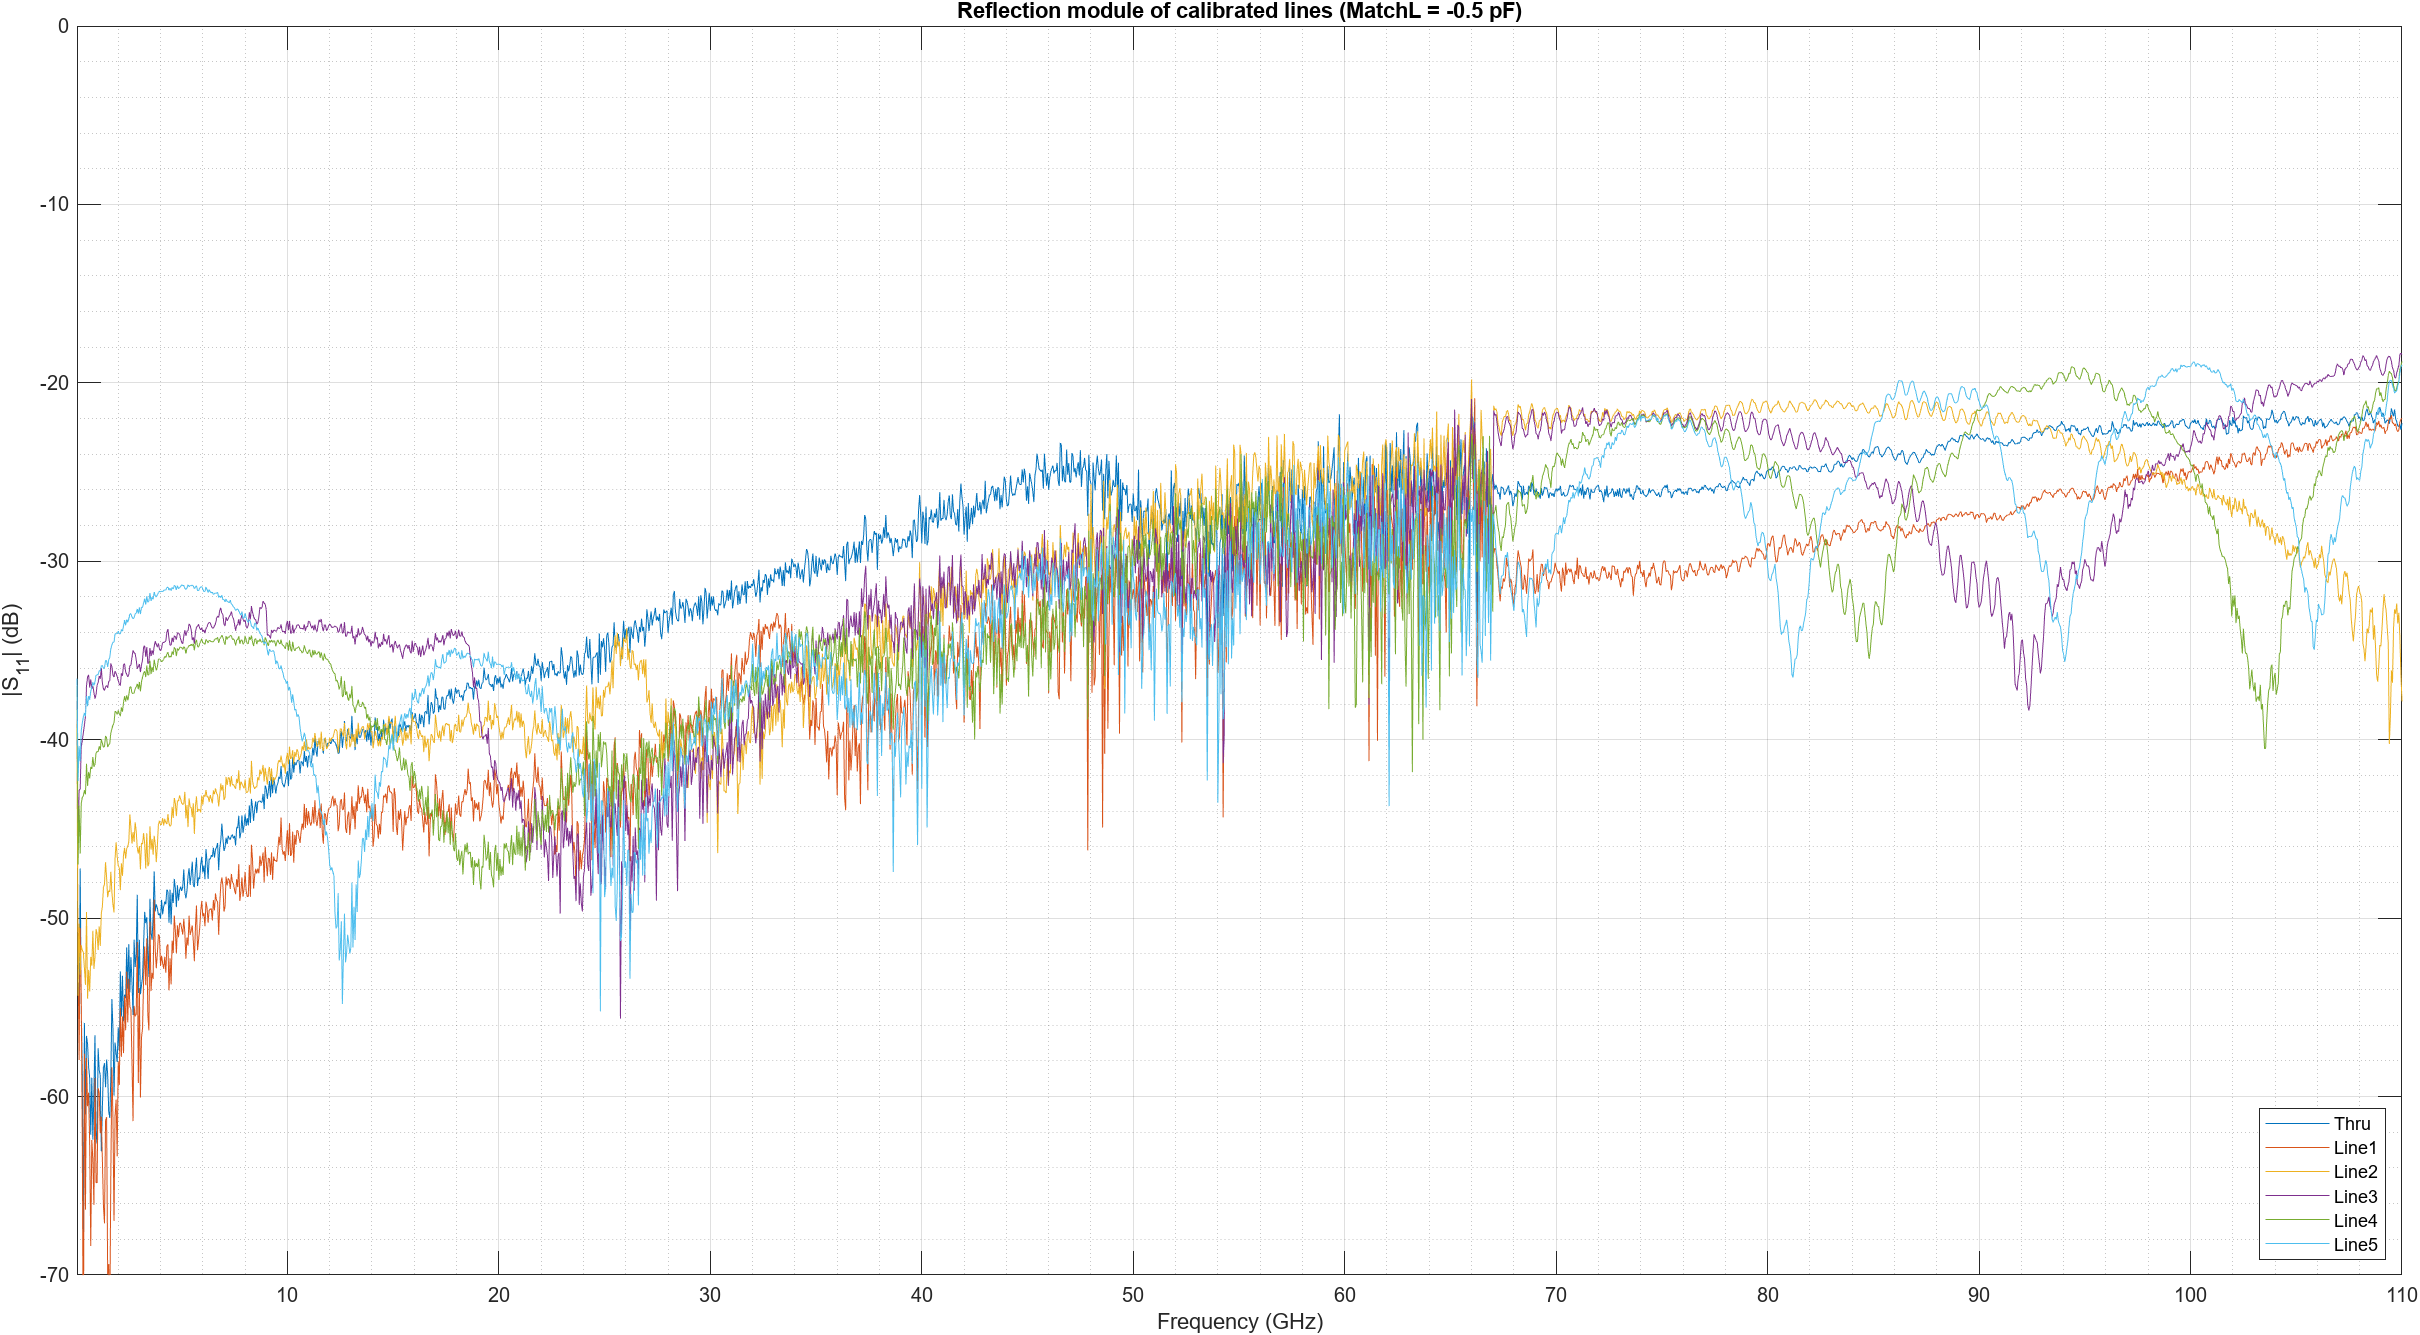 Reflection module of calibrated lines (MatchL = -0.5 pF)
0
-10
-20
-30
-40
-50
-60
-70
|S11| (dB)
10 20 30 40 50 60 70 80 90 100 110
Frequency (GHz)
Thru
Line1
Line2
Line3
Line4
Line5